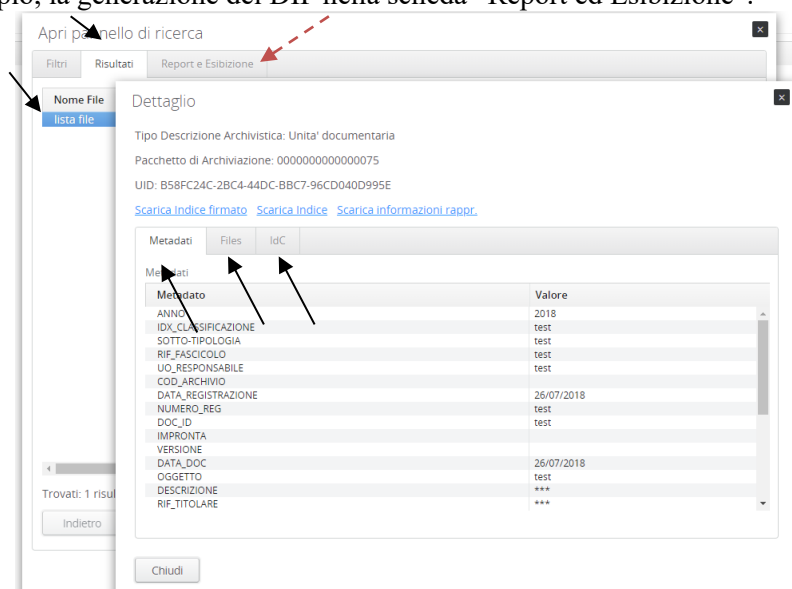 la generazione del DIP nella scheda "Report ed Esibizione".
Apri pannello di ricerca
x
Filtri Risultati Report e Esibizione
Nome File
lista file
Trovati: 1
Indietro
Dettaglio
x
Tipo Descrizione Archivistica: Unita' documentaria
Pacchetto di Archiviazione: 0000000000000075
UID: B58FC24C-2BC4-44DC-BBC7-96CD040D995E
Scarica Indice firmato Scarica Indice Scarica informazioni rappr.
Metadati Files IdC
Metadati
Metadato Valore
ANNO 2018
IDX_CLASSIFICAZIONE test
SOTTO-TIPOLOGIA test
RIF_FASCICOLO test
UO_RESPONSABILE test
COD_ARCHIVIO
DATA_REGISTRAZIONE 26/07/2018
NUMERO_REG test
DOC_ID test
IMPRONTA
VERSIONE
DATA_DOC 26/07/2018
OGGETTO test
DESCRIZIONE ***
RIF_TITOLARE ***
Chiudi